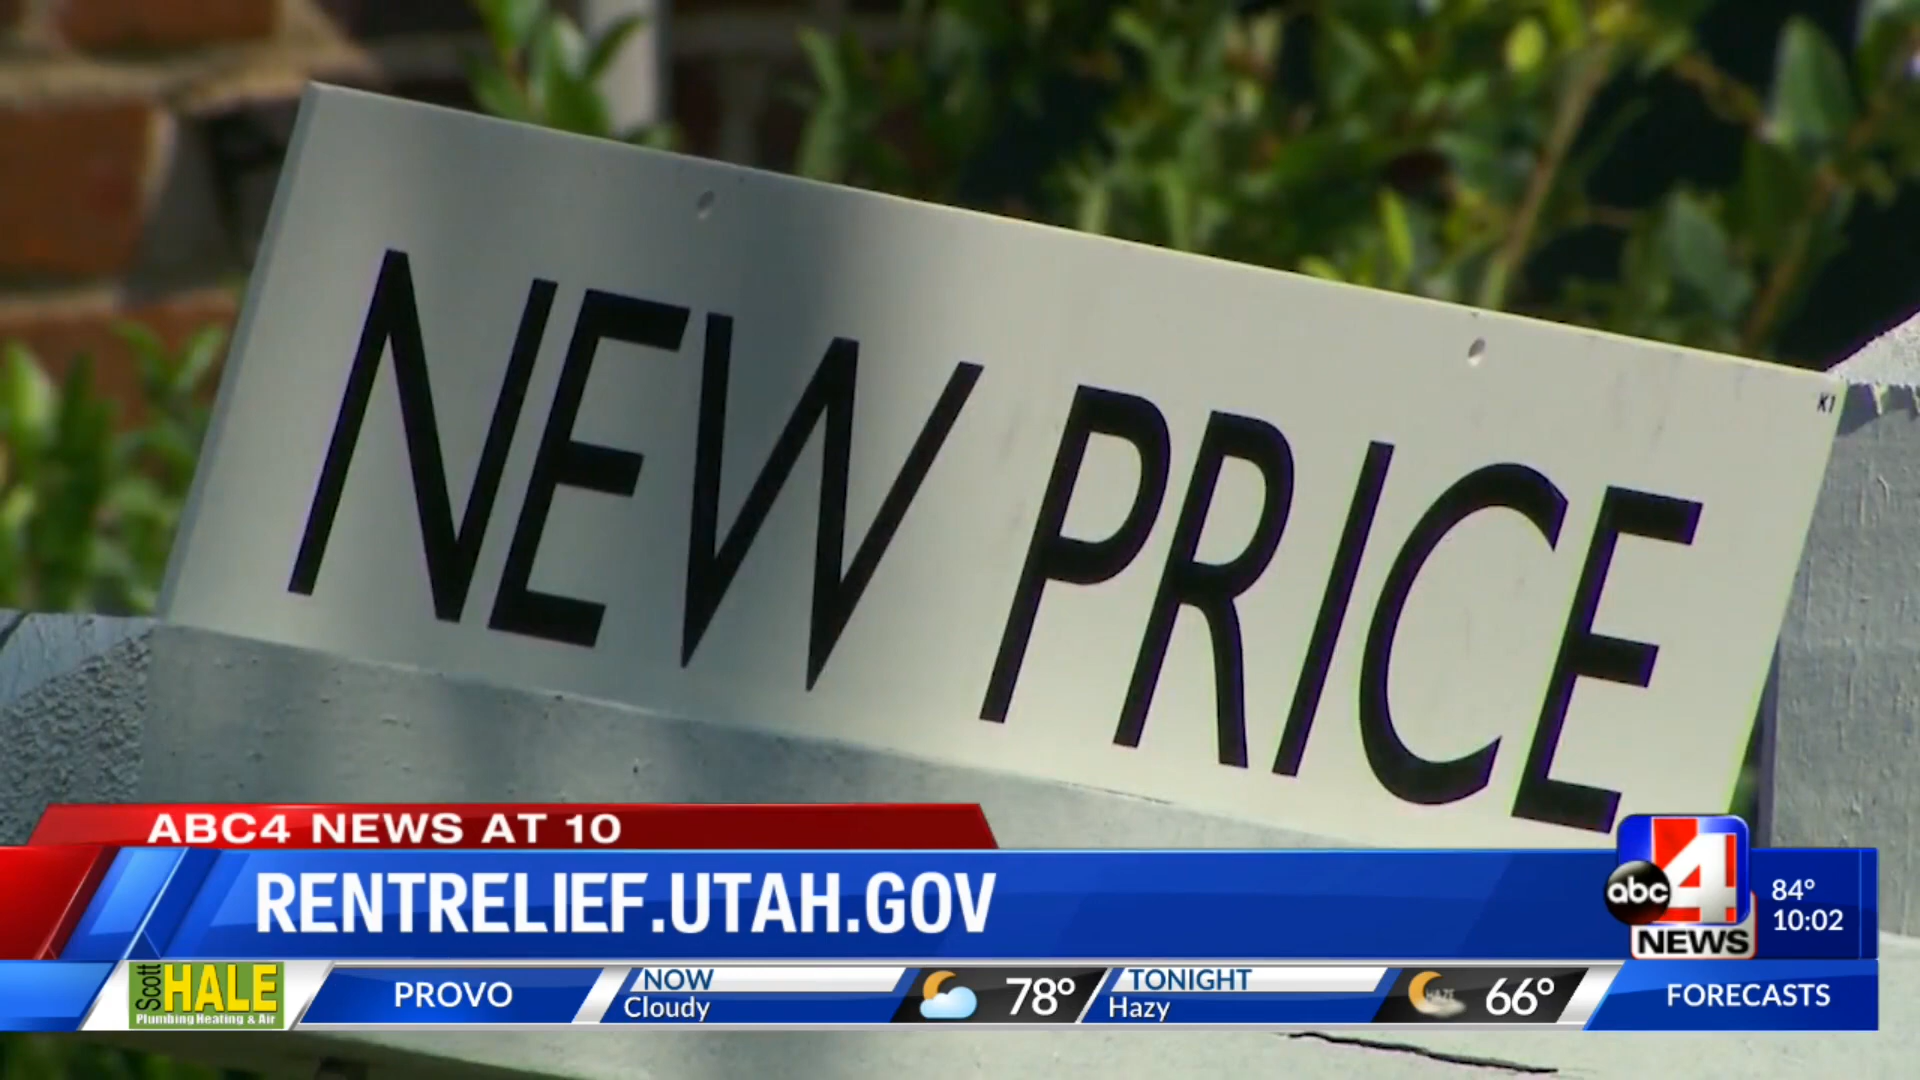 NEW PRICE
K1
ABC4 NEWS AT 10
RENTRELIEF.UTAH.GOV
abc
4
NEWS
84°
10:02
Scott
HALE
Plumbing Heating & Air
PROVO
NOW
Cloudy
78°
TONIGHT
Hazy
HAZE
66°
FORECASTS